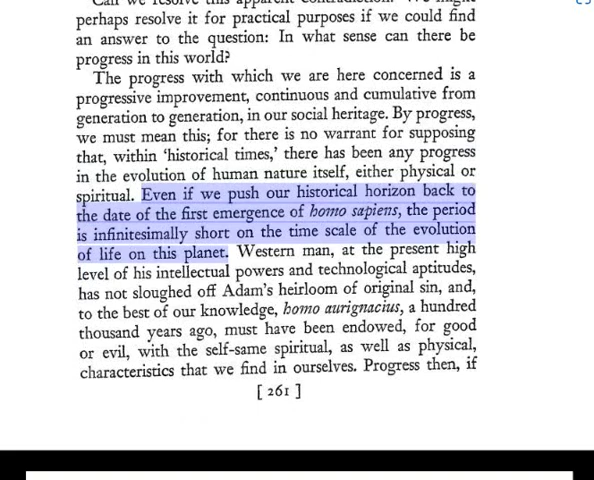 Can we resolve this apparent contradiction? We might
perhaps resolve it for practical purposes if we could find
an answer to the question: In what sense can there be
progress in this world?
The progress with which we are here concerned is a
progressive improvement, continuous and cumulative from
generation to generation, in our social heritage. By progress,
we must mean this; for there is no warrant for supposing
that, within ‘historical times,’ there has been any progress
in the evolution of human nature itself, either physical or
spiritual. Even if we push our historical horizon back to
the date of the first emergence of homo sapiens, the period
is infinitesimally short on the time scale of the evolution
of life on this planet. Western man, at the present high
level of his intellectual powers and technological aptitudes,
has not sloughed off Adam’s heirloom of original sin, and,
to the best of our knowledge, homo aurignacius, a hundred
thousand years ago, must have been endowed, for good
or evil, with the self-same spiritual, as well as physical,
characteristics that we find in ourselves. Progress then, if
[ 261 ]